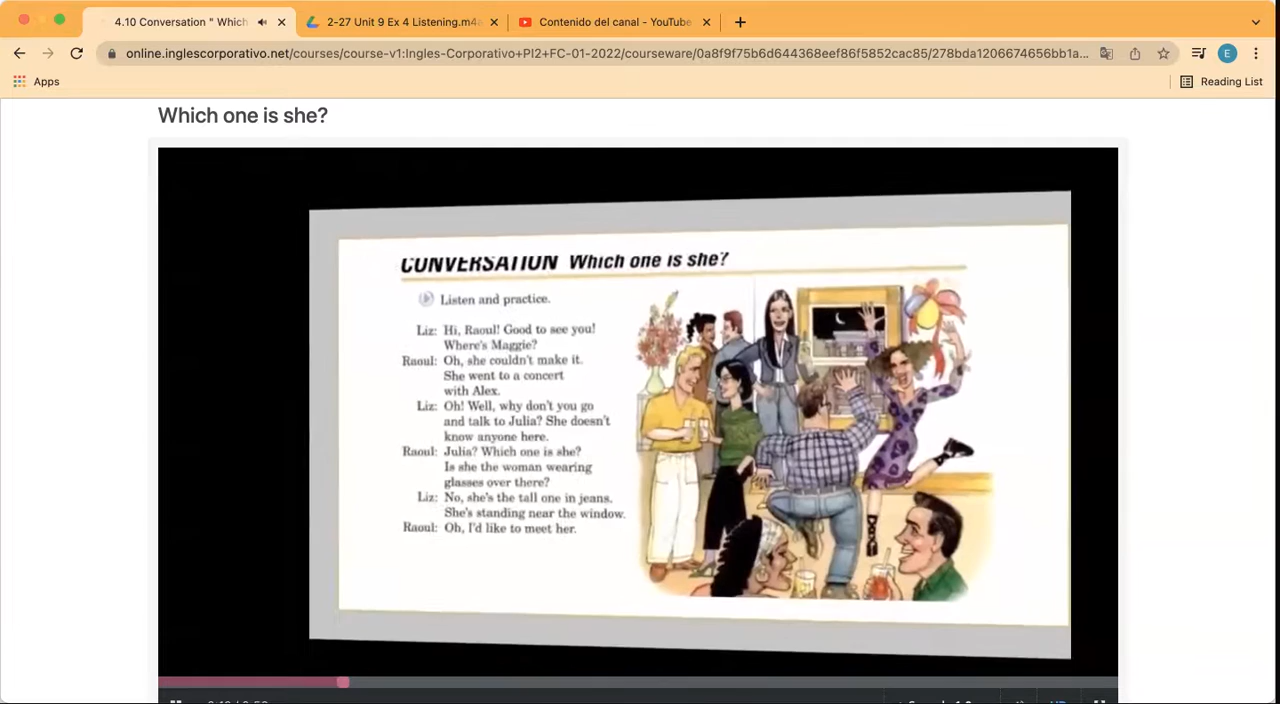 4.10 Conversation " Which
2-27 Unit 9 Ex 4 Listening.m4a
Contenido del canal - YouTube
online.inglescorporativo.net/courses/course-v1:Ingles-Corporativo+PI2+FC-01-2022/courseware/0a8f9f75b6d644368eef86f5852cac85/278bda1206674656bb1a...
E
Apps
Reading List
Which one is she?
CONVERSATION Which one is she?
Listen and practice.
Liz: Hi, Raoul! Good to see you!
Where's Maggie?
Raoul: Oh, she couldn't make it.
She went to a concert
with Alex.
Liz: Oh! Well, why don't you go
and talk to Julia? She doesn't
know anyone here.
Raoul: Julia? Which one is she?
Is she the woman wearing
glasses over there?
Liz: No, she's the tall one in jeans.
She's standing near the window.
Raoul: Oh, I'd like to meet her.